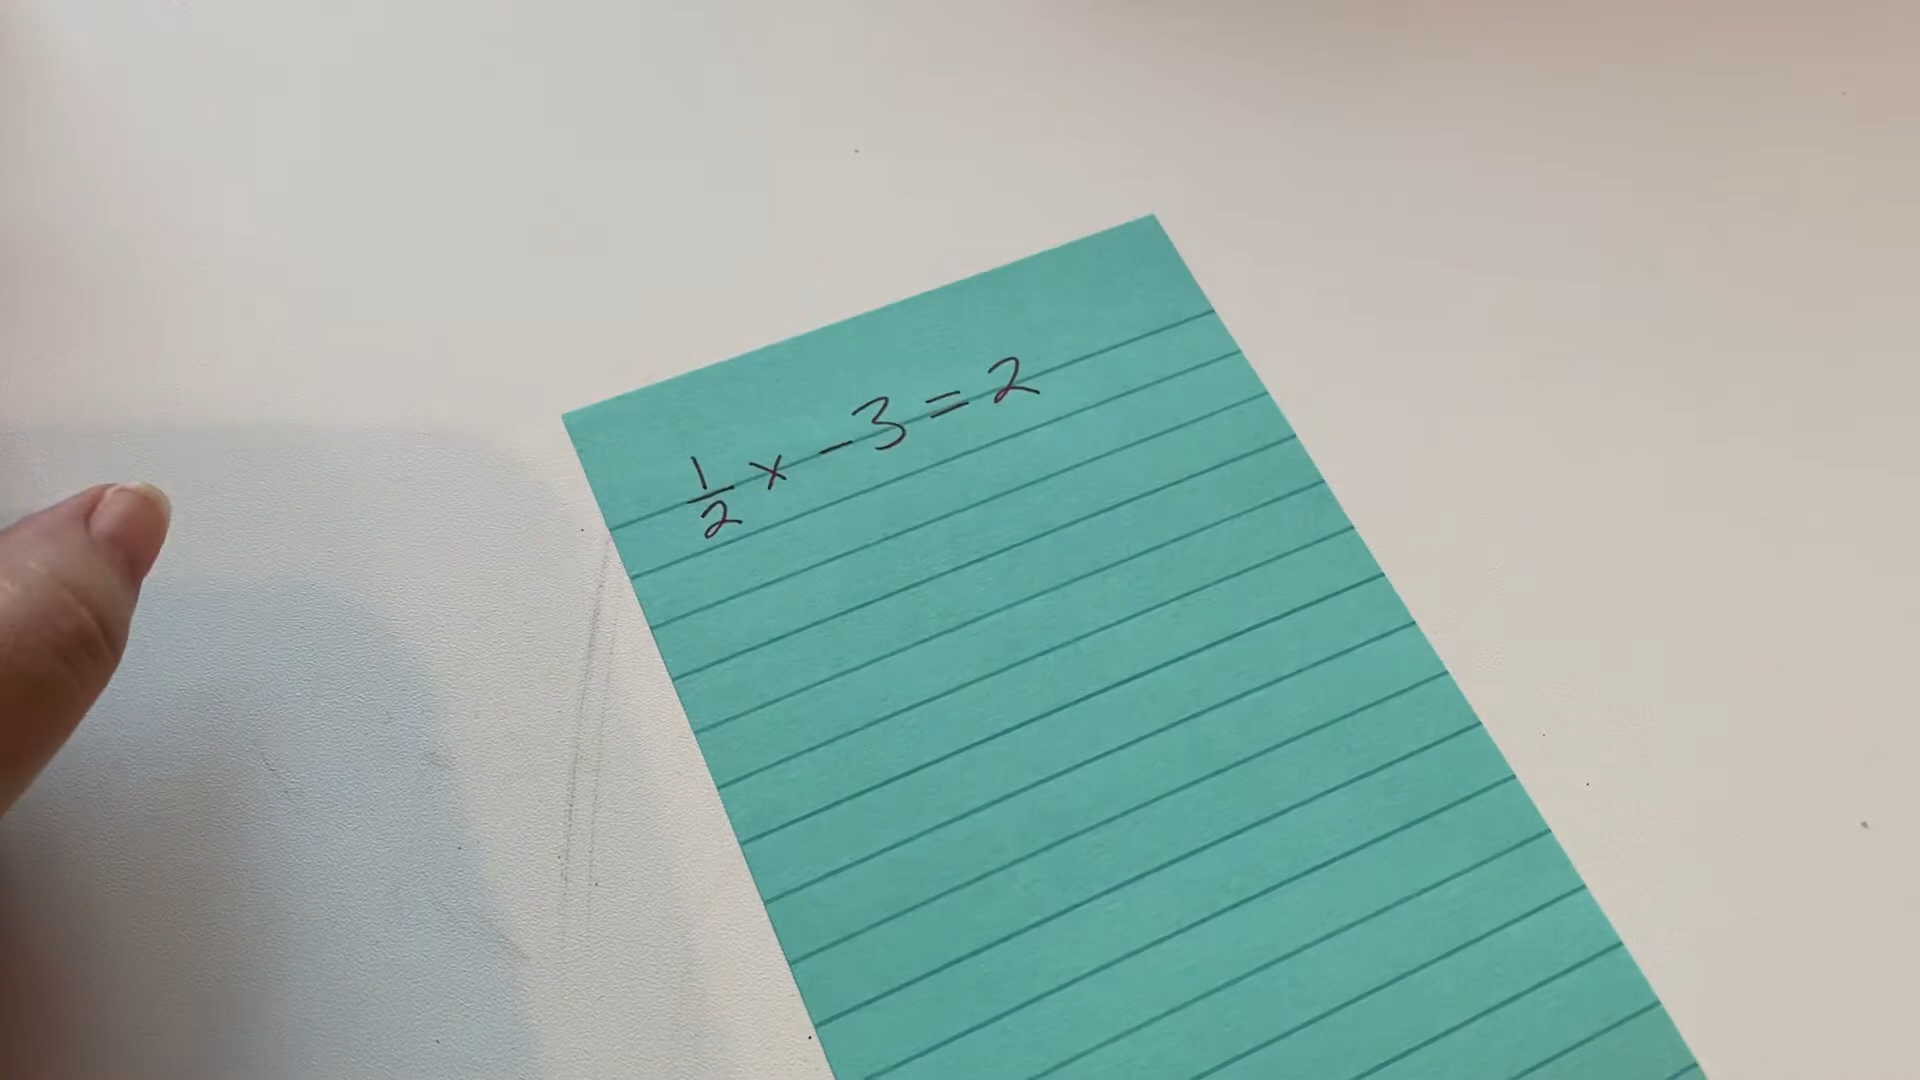 1/2 x - 3 = 2